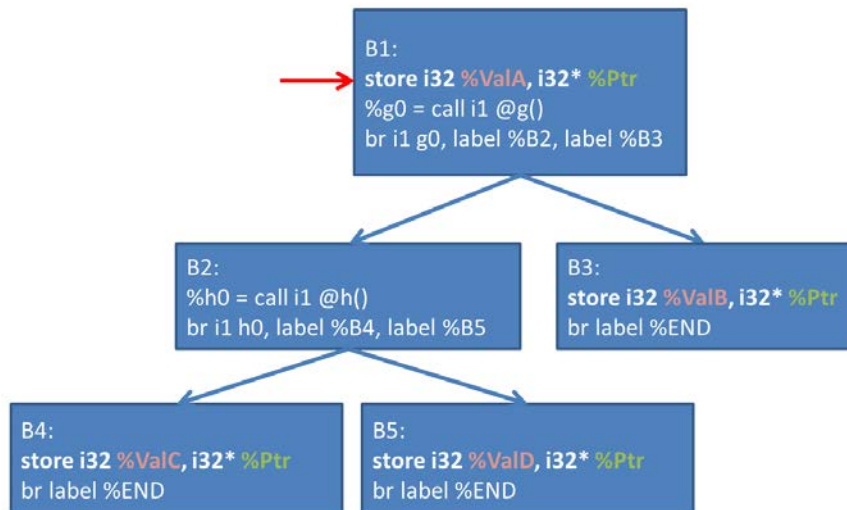 B1:
store i32 %ValA, i32* %Ptr
%g0 = call i1 @g()
br i1 g0, label %B2, label %B3
B2:
%h0 = call i1 @h()
br i1 h0, label %B4, label %B5
B3:
store i32 %ValB, i32* %Ptr
br label %END
B4:
store i32 %ValC, i32* %Ptr
br label %END
B5:
store i32 %ValD, i32* %Ptr
br label %END